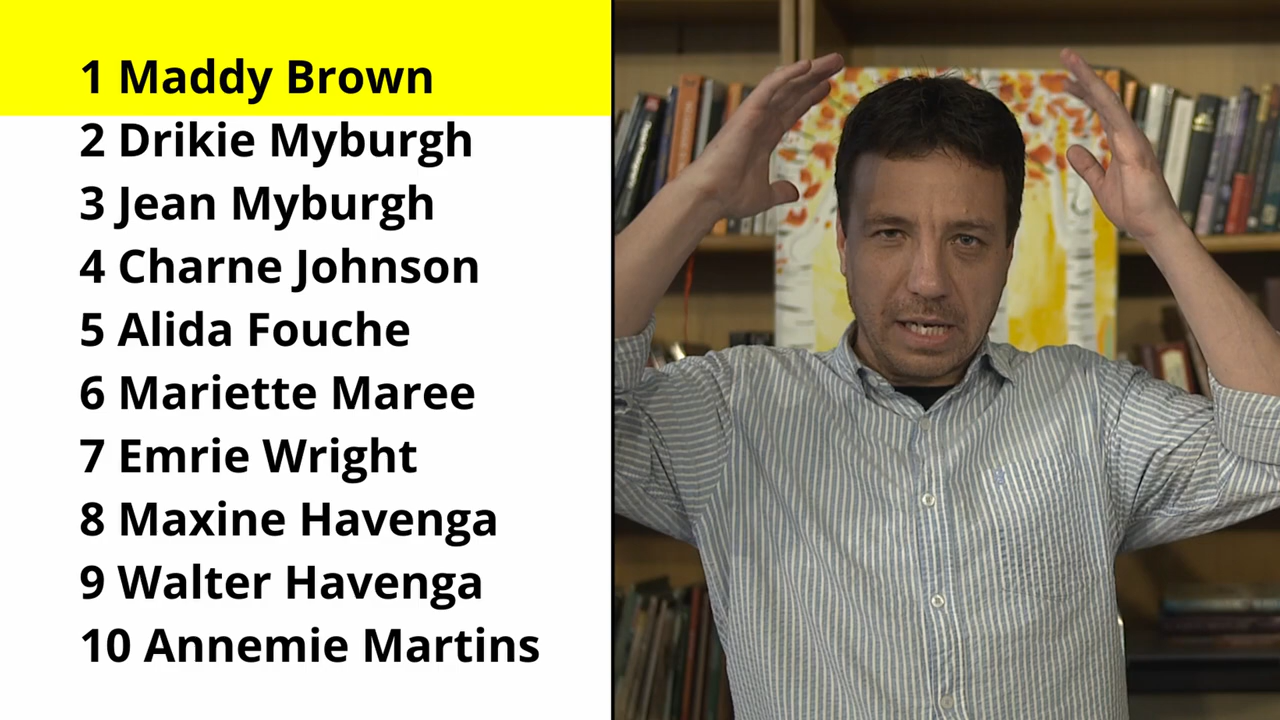 1 Maddy Brown
2 Drikie Myburgh
3 Jean Myburgh
4 Charne Johnson
5 Alida Fouche
6 Mariette Maree
7 Emrie Wright
8 Maxine Havenga
9 Walter Havenga
10 Annemie Martins